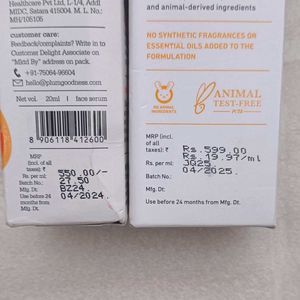 Healthcare Pvt Ltd, L-1/4, Addl
MIDC, Satara 415004. M. L. No.:
MH/105105
customer care:
Feedback/complaints? Write in to
Customer Delight Associate on
"Mktd By" address on pack
+91-75064-96604
hello@plumgoodness.com
Net vol. 20ml | face serum
8 906118 412600
MRP
(incl. of
all taxes): ₹
Rs. per ml:
Batch No.:
Mfg. Dt.
550.00/-
27.50
BZ24
04/2024
Use before 24
months from
Mfg. Dt.
and animal-derived ingredients
NO SYNTHETIC FRAGRANCES OR
ESSENTIAL OILS ADDED TO THE
FORMULATION
NO ANIMAL
INGREDIENTS
ANIMAL
TEST-FREE
MRP (incl.
of all
taxes): ₹
Rs. per ml:
Batch No.
Mfg. Dt.
Rs.599.00
Rs.19.97/ml
JQ25
04/2025.
Use before 24 months from Mfg. Dt.